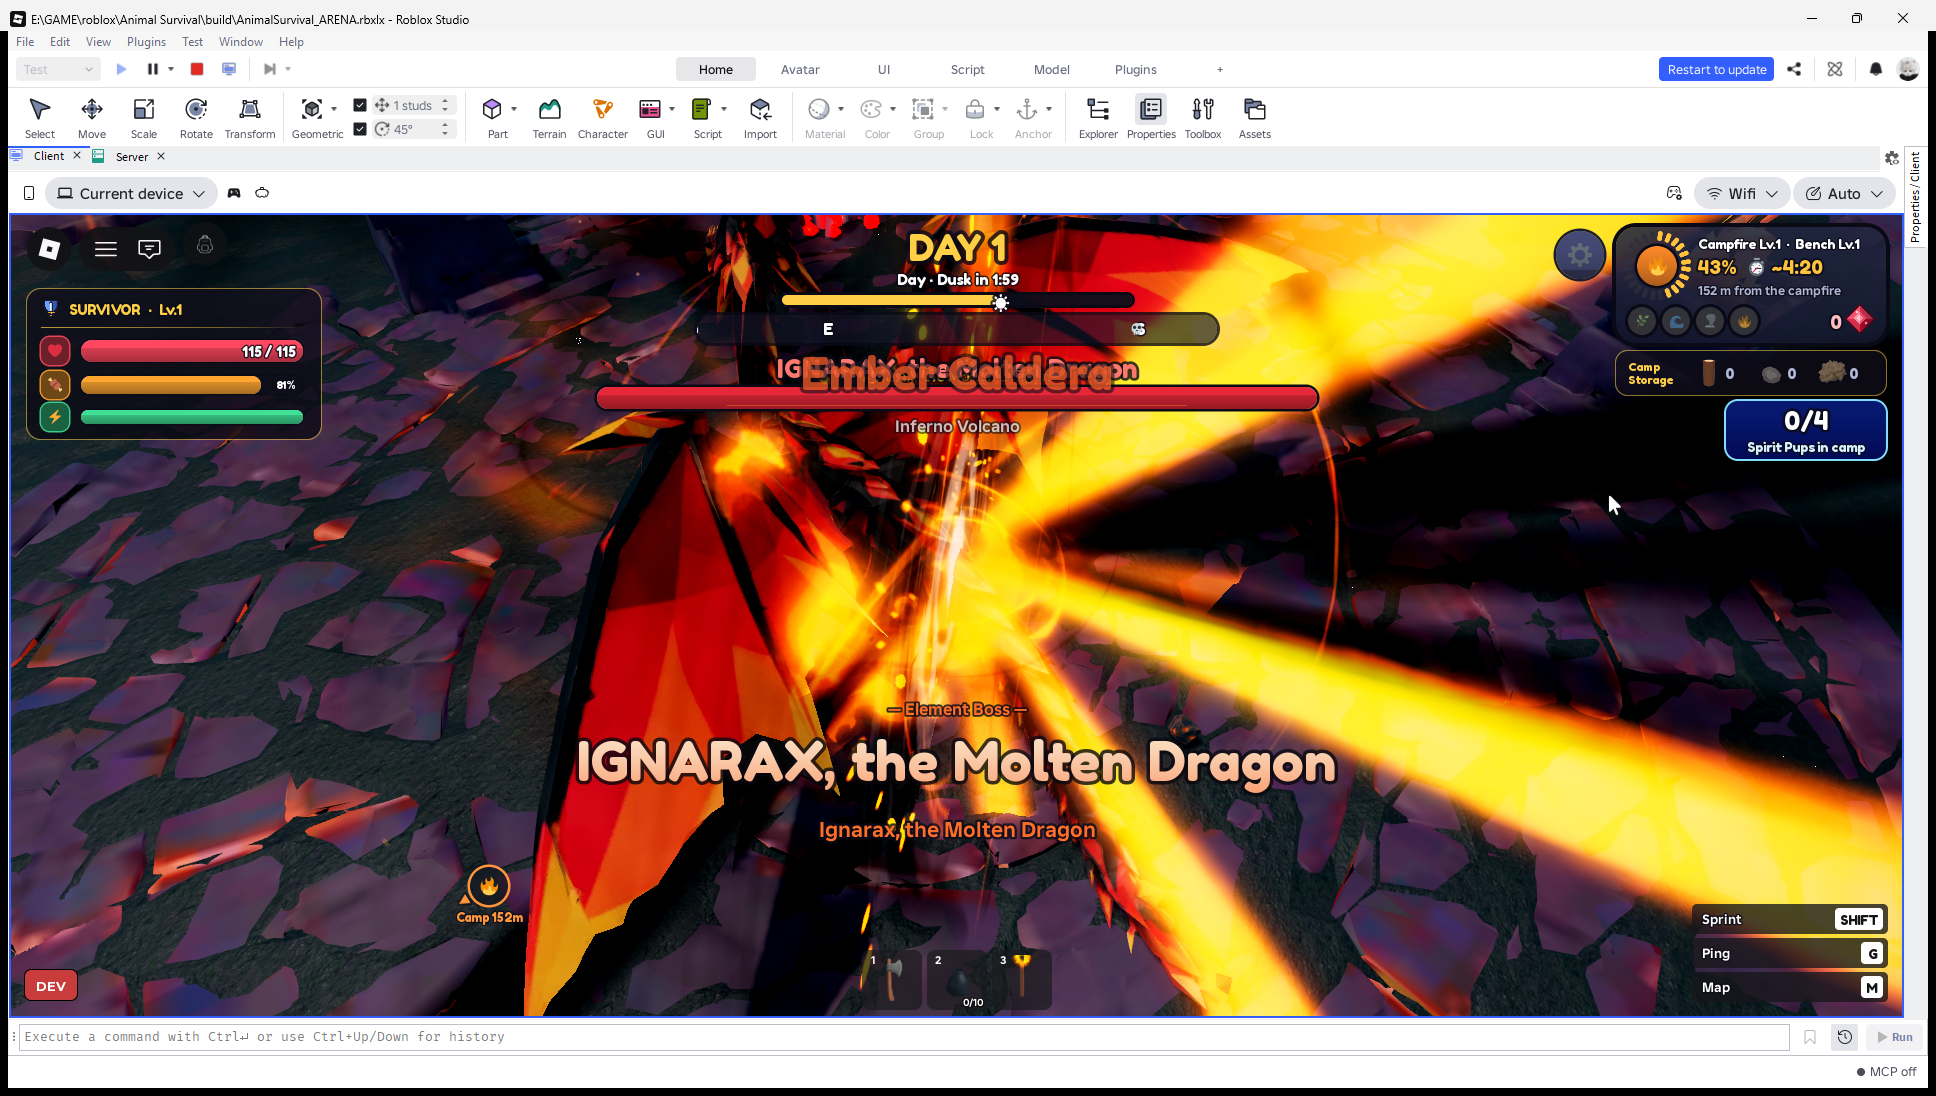 E:\GAME\roblox\Animal Survival\build\AnimalSurvival_ARENA.rbxlx - Roblox Studio
File Edit View Plugins Test Window Help
Test
Home Avatar UI Script Model Plugins +
Restart to update
1 studs
45°
Select Move Scale Rotate Transform Geometric Part Terrain Character GUI Script Import Material Color Group Lock Anchor Explorer Properties Toolbox Assets
Client Server
Properties / Client
Current device
Wifi Auto
DAY 1
Day · Dusk in 1:59
E
IGNARAX, the Molten Dragon
Ember Caldera
Inferno Volcano
SURVIVOR · Lv.1
115 / 115
81%
Campfire Lv.1 · Bench Lv.1
43% ~4:20
152 m from the campfire
0
Camp Storage 0 0 0
0/4
Spirit Pups in camp
— Element Boss —
IGNARAX, the Molten Dragon
Ignarax, the Molten Dragon
Camp 152m
DEV
1 2 3
0/10
Sprint SHIFT
Ping G
Map M
Execute a command with Ctrl+↵ or use Ctrl+Up/Down for history
Run
MCP off